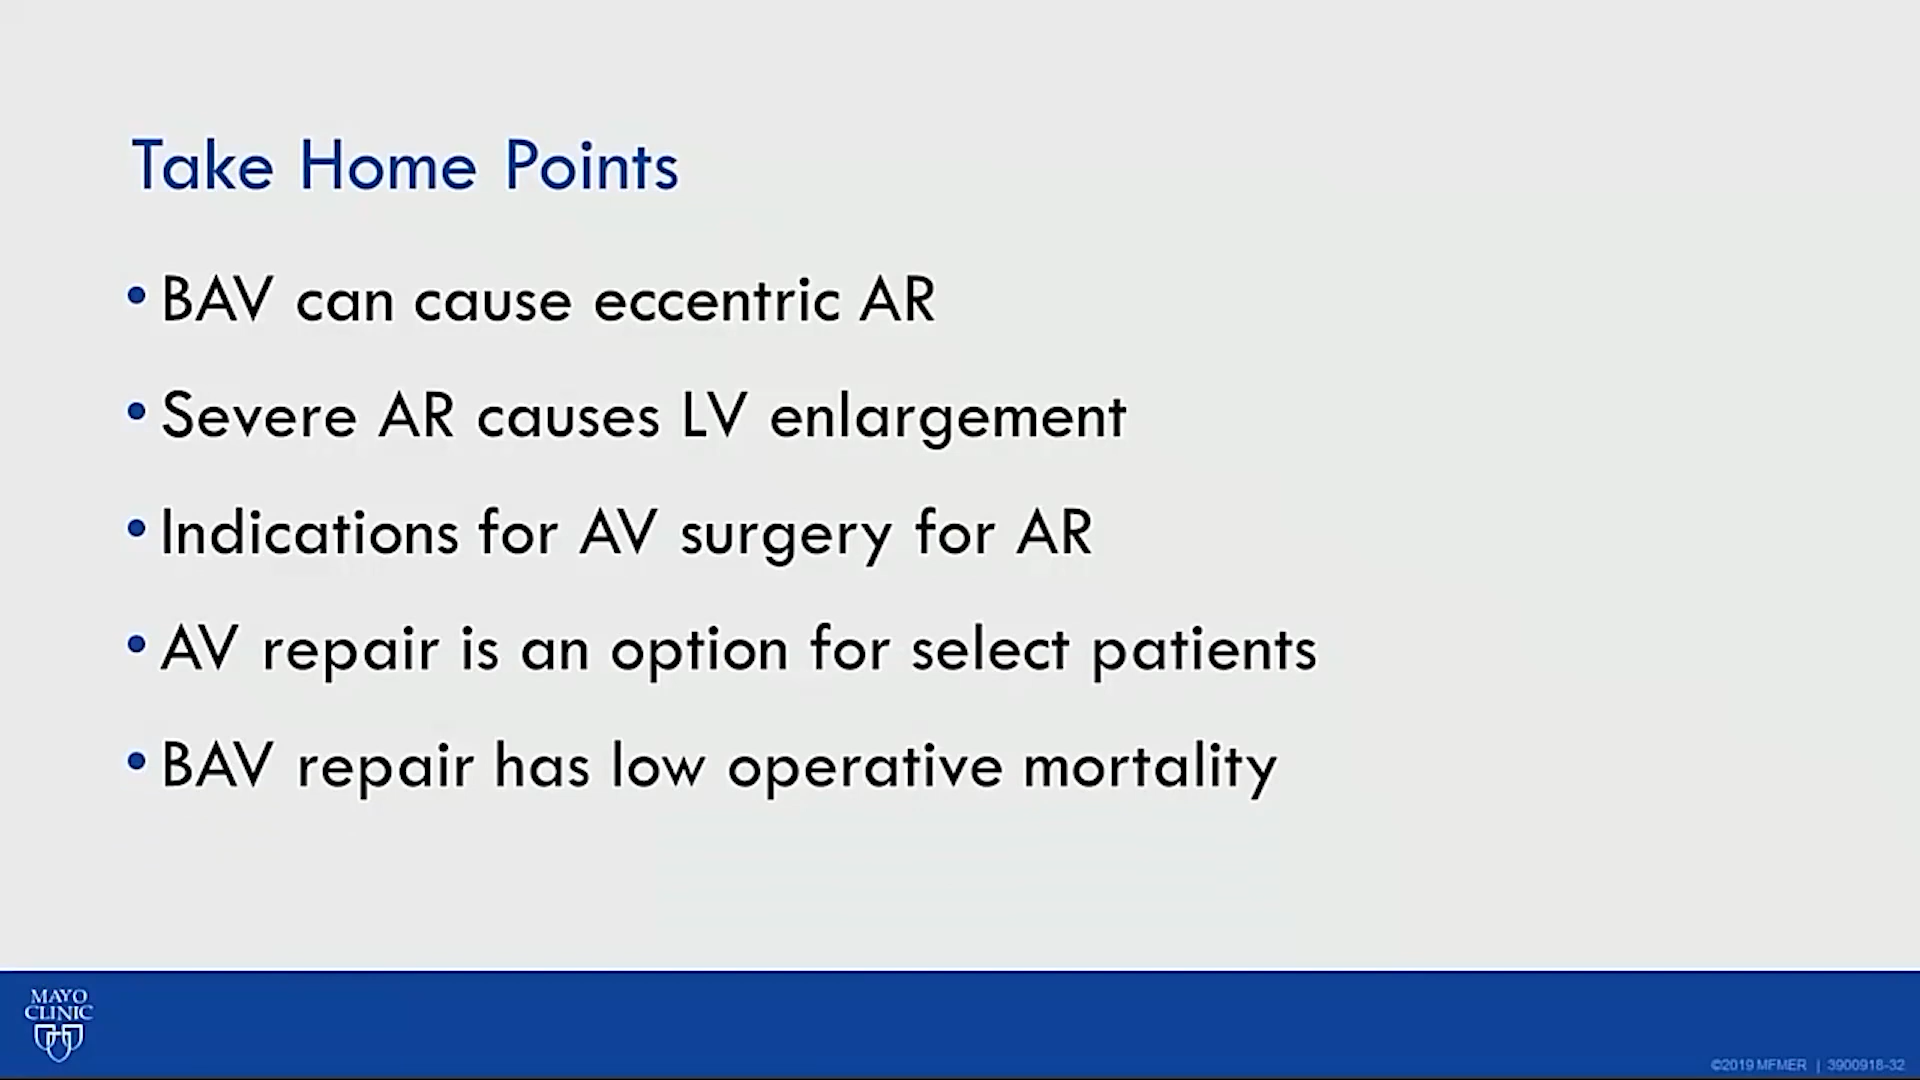 Take Home Points
• BAV can cause eccentric AR
• Severe AR causes LV enlargement
• Indications for AV surgery for AR
• AV repair is an option for select patients
• BAV repair has low operative mortality
MAYO
CLINIC
©2019 MFMER | 3900918-32